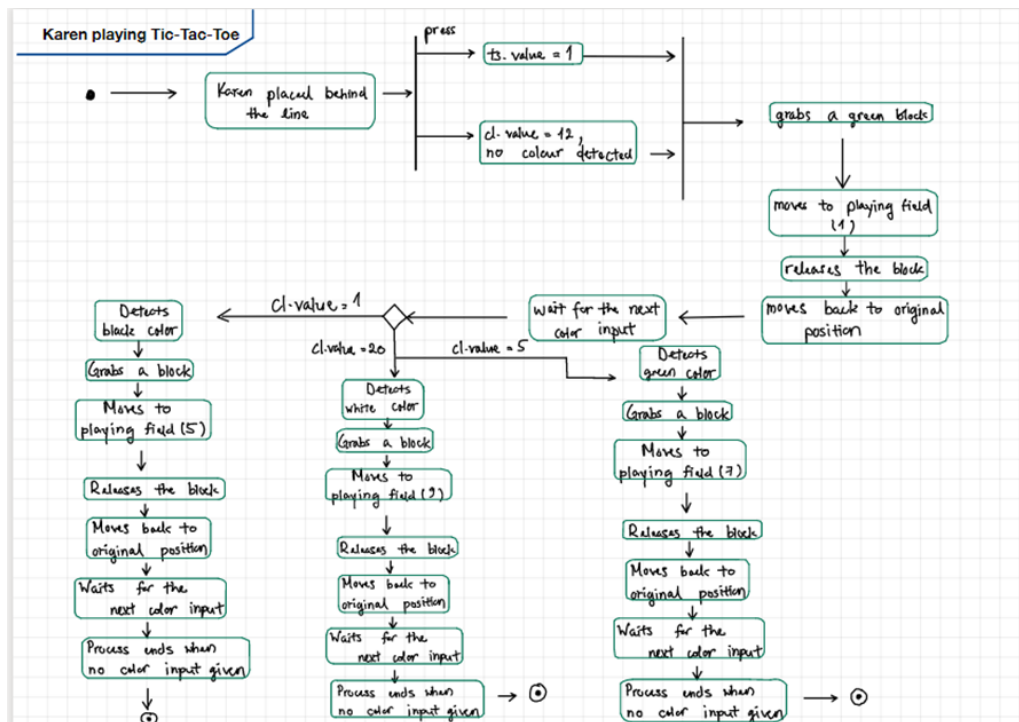 Karen playing Tic-Tac-Toe
press
ts. value = 1
Karen placed behind
the line
cl. value = 12,
no colour detected
grabs a green block
moves to playing field
(1)
releases the block
moves back to original
position
wait for the next
color input
cl.value = 1
cl.value = 20
cl.value = 5
Detects
black color
Grabs a block
Moves to
playing field (5)
Releases the block
Moves back to
original position
Waits for the
next color input
Process ends when
no color input given
Detects
white color
Grabs a block
Moves to
playing field (9)
Releases the block
Moves back to
original position
Waits for the
next color input
Process ends when
no color input given
Detects
green color
Grabs a block
Moves to
playing field (7)
Releases the block
Moves back to
original position
Waits for the
next color input
Process ends when
no color input given